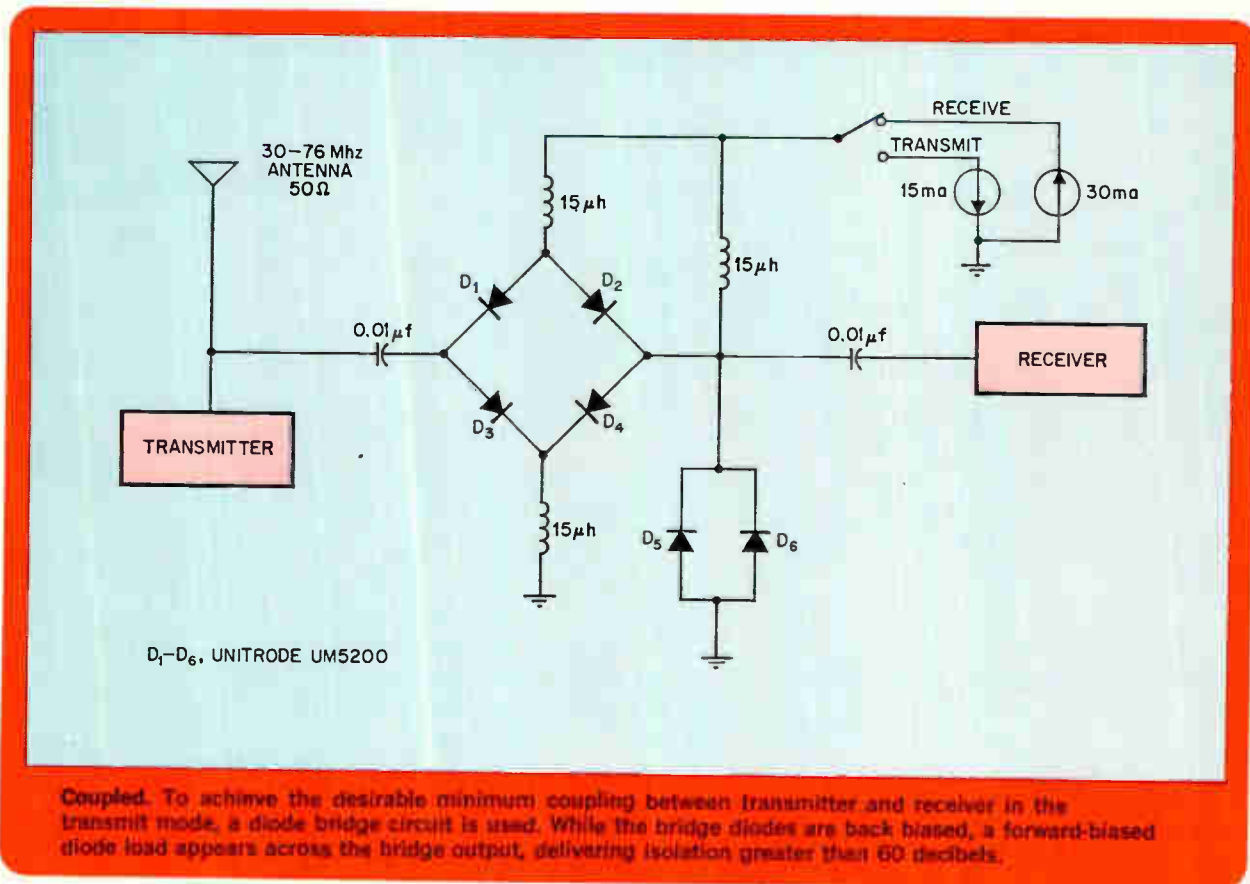 RECEIVE
30–76 Mhz
ANTENNA
50Ω
TRANSMIT
15ma
30ma
15μh
15μh
D₁
D₂
0.01μf
0.01μf
RECEIVER
TRANSMITTER
D₃
D₄
15μh
D₅
D₆
D₁–D₆, UNITRODE UM5200
Coupled. To achieve the desirable minimum coupling between transmitter and receiver in the
transmit mode, a diode bridge circuit is used. While the bridge diodes are back biased, a forward-biased
diode load appears across the bridge output, delivering isolation greater than 60 decibels.